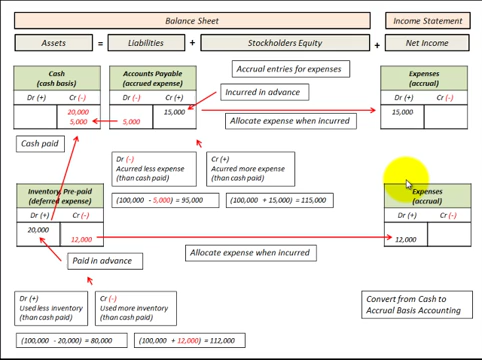 Balance Sheet
Income Statement
Assets = Liabilities + Stockholders Equity + Net Income
Accrual entries for expenses
Cash
(cash basis)
Dr (+) Cr (-)
20,000
5,000
Accounts Payable
(accrued expense)
Dr (-) Cr (+)
15,000
5,000
Incurred in advance
Allocate expense when incurred
Expenses
(accrual)
Dr (+) Cr (-)
15,000
Cash paid
Dr (-)
Acurred less expense
(than cash paid)
Cr (+)
Acurred more expense
(than cash paid)
(100,000 - 5,000) = 95,000
(100,000 + 15,000) = 115,000
Inventory, Pre-paid
(deferred expense)
Dr (+) Cr (-)
20,000
12,000
Expenses
(accrual)
Dr (+) Cr (-)
12,000
Allocate expense when incurred
Paid in advance
Dr (+)
Used less inventory
(than cash paid)
Cr (-)
Used more inventory
(than cash paid)
(100,000 - 20,000) = 80,000
(100,000 + 12,000) = 112,000
Convert from Cash to
Accrual Basis Accounting